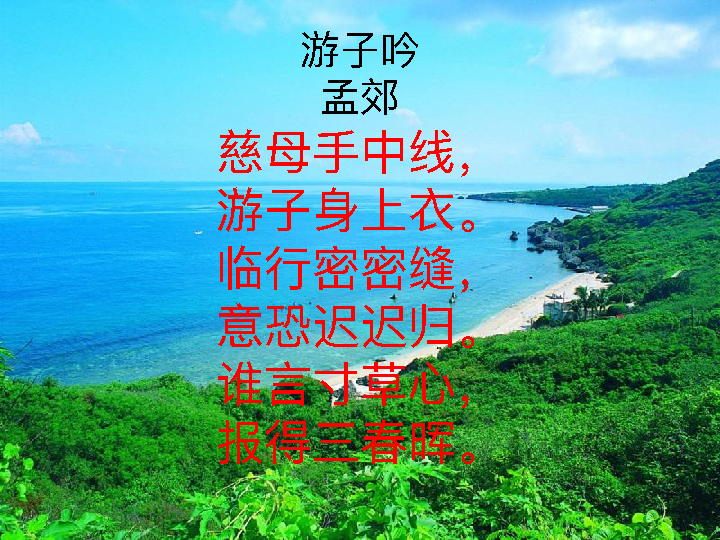 游子吟
孟郊
慈母手中线，
游子身上衣。
临行密密缝，
意恐迟迟归。
谁言寸草心，
报得三春晖。